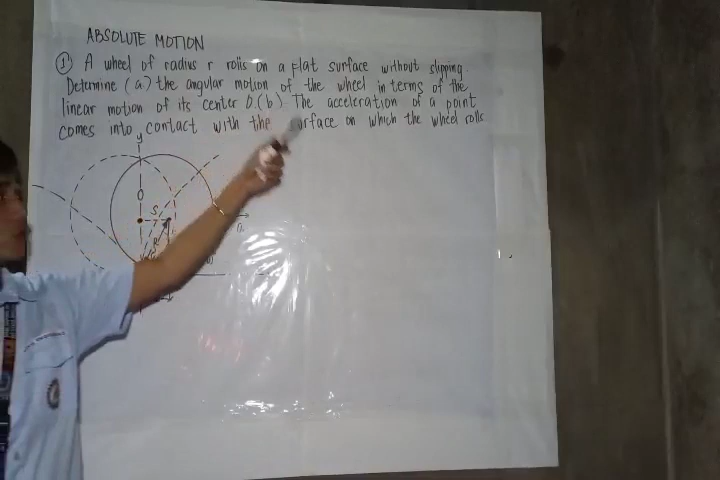 ABSOLUTE MOTION
1 A wheel of radius r rolls on a flat surface without slipping.
Determine (a) the angular motion of the wheel in terms of the
linear motion of its center O. (b) The acceleration of a point
comes into contact with the surface on which the wheel rolls
y
O
S